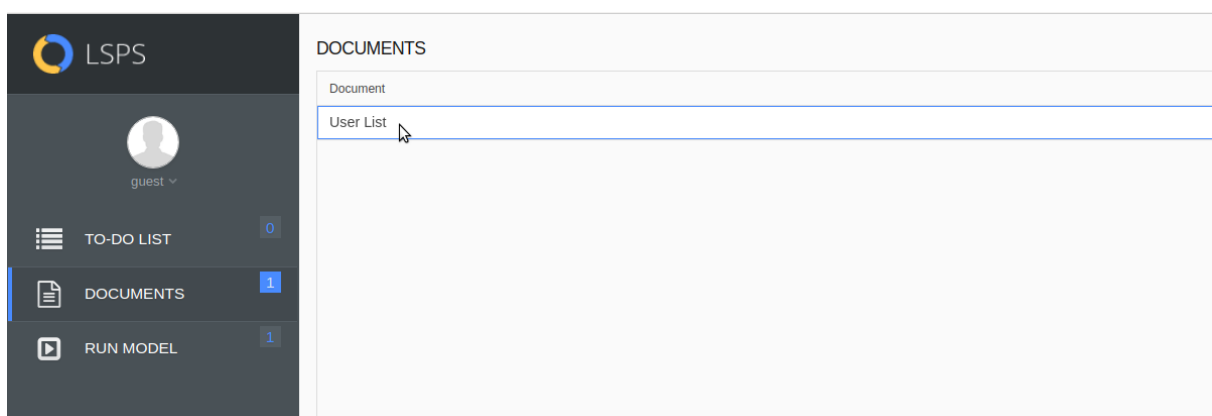 LSPS
guest
TO-DO LIST
0
DOCUMENTS
1
RUN MODEL
1
DOCUMENTS
Document
User List